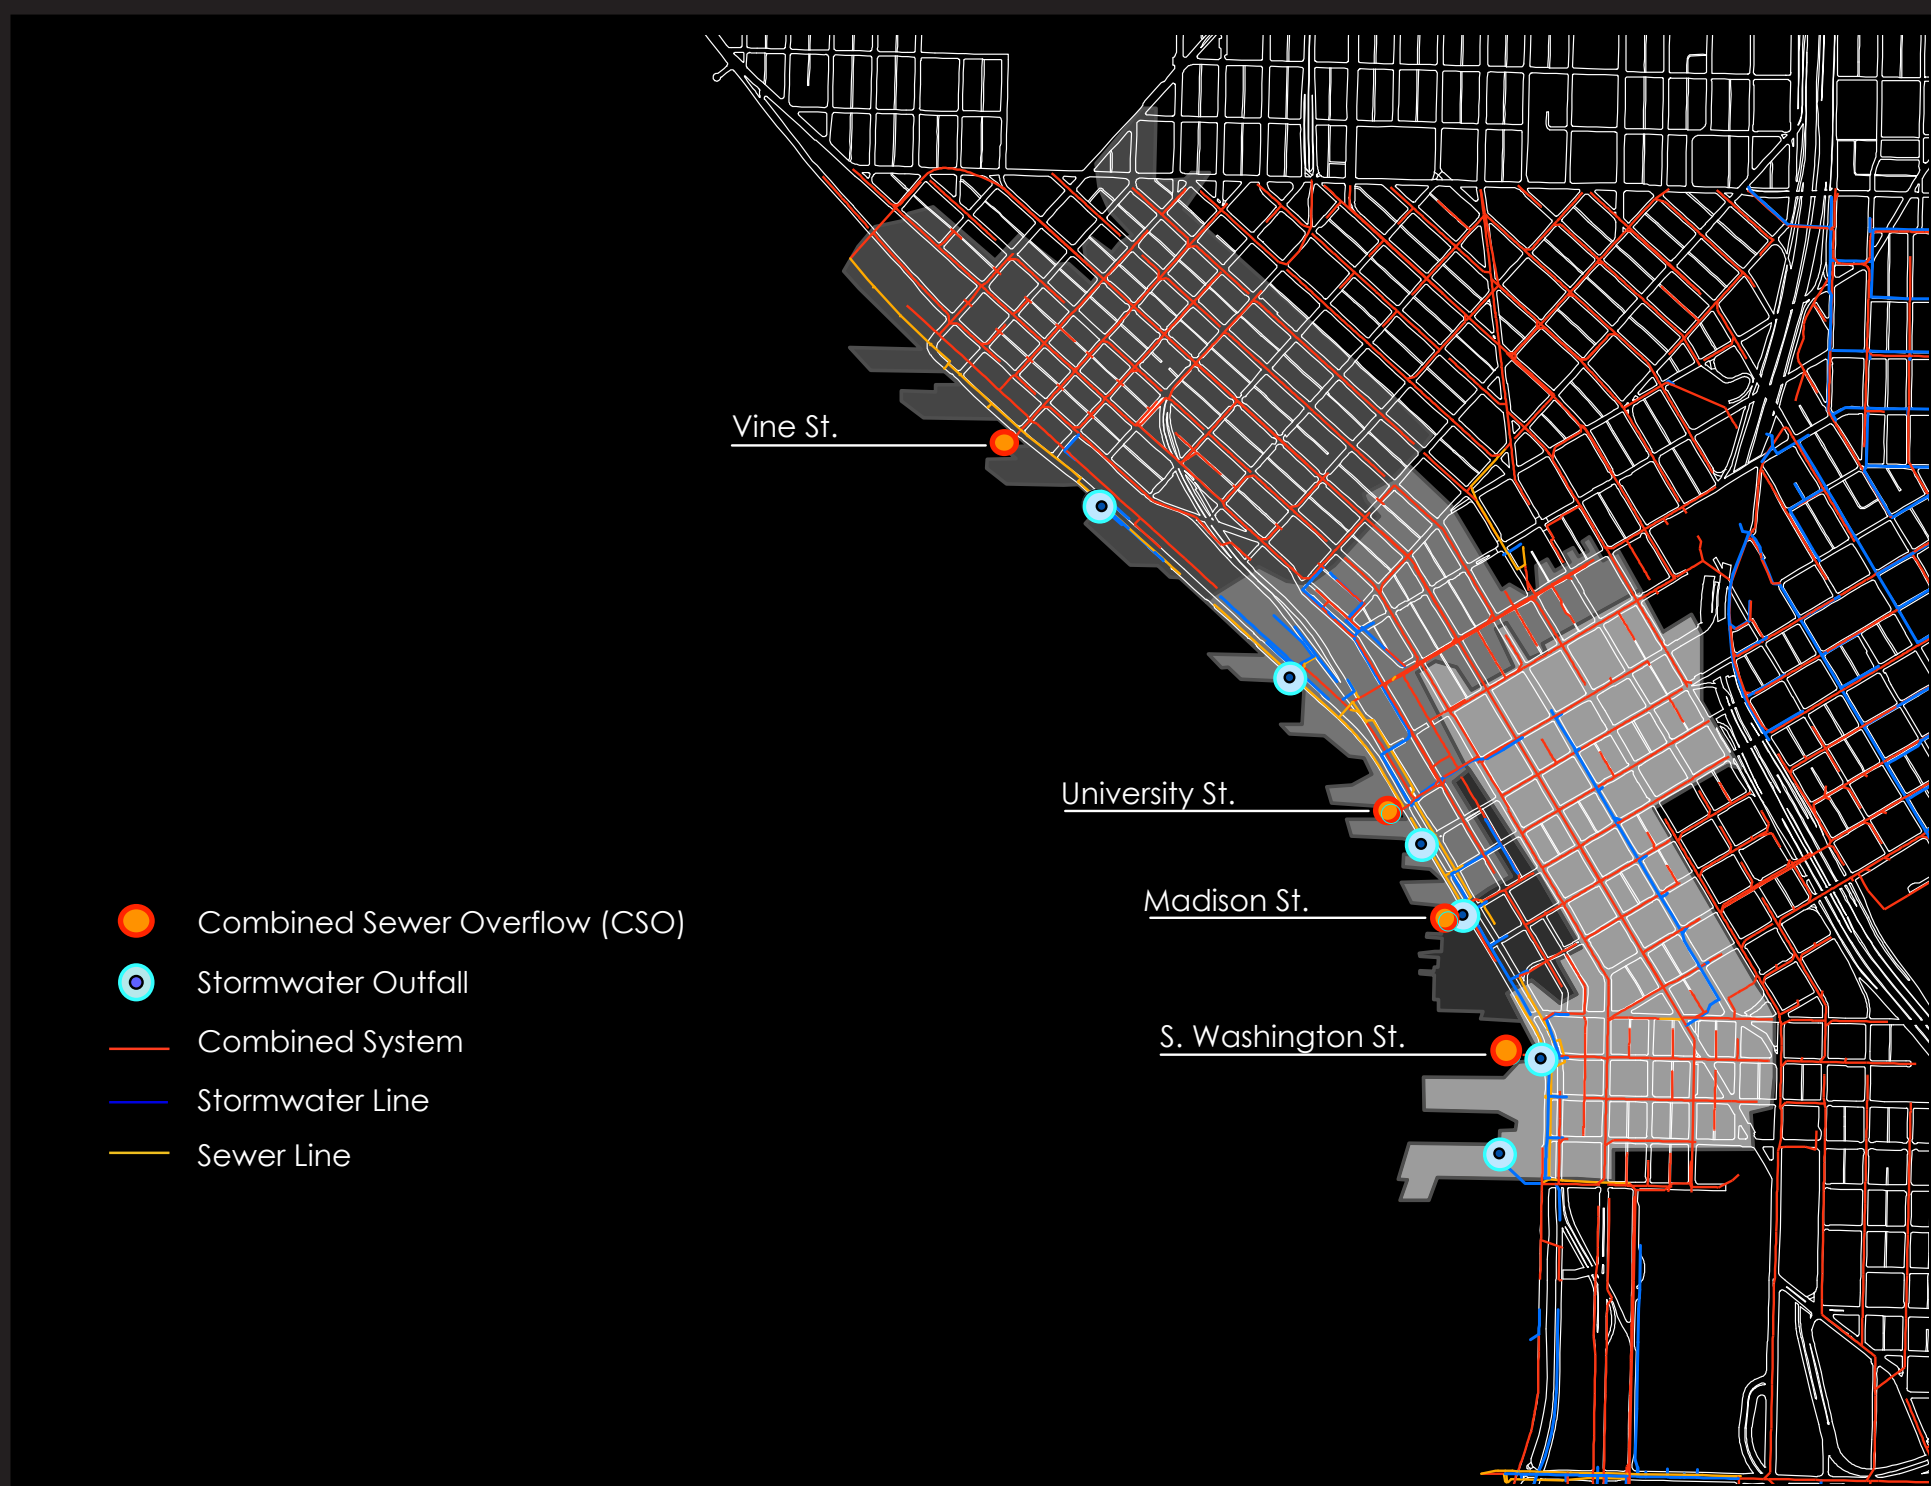 Vine St.
University St.
Madison St.
S. Washington St.
Combined Sewer Overflow (CSO)
Stormwater Outfall
Combined System
Stormwater Line
Sewer Line